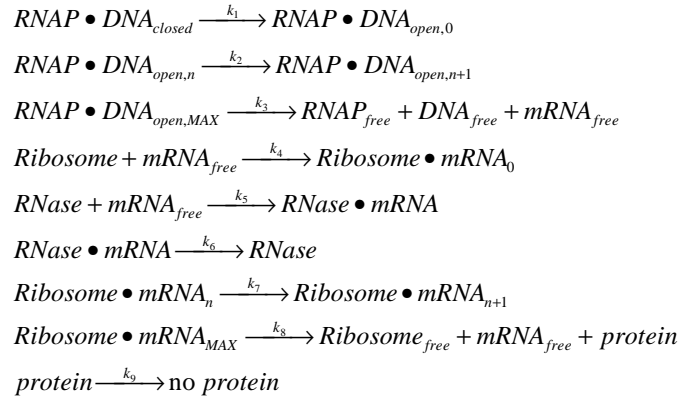 RNAP • DNA_closed —k₁→ RNAP • DNA_open,0
RNAP • DNA_open,n —k₂→ RNAP • DNA_open,n+1
RNAP • DNA_open,MAX —k₃→ RNAP_free + DNA_free + mRNA_free
Ribosome + mRNA_free —k₄→ Ribosome • mRNA₀
RNase + mRNA_free —k₅→ RNase • mRNA
RNase • mRNA —k₆→ RNase
Ribosome • mRNA_n —k₇→ Ribosome • mRNA_n+1
Ribosome • mRNA_MAX —k₈→ Ribosome_free + mRNA_free + protein
protein —k₉→ no protein